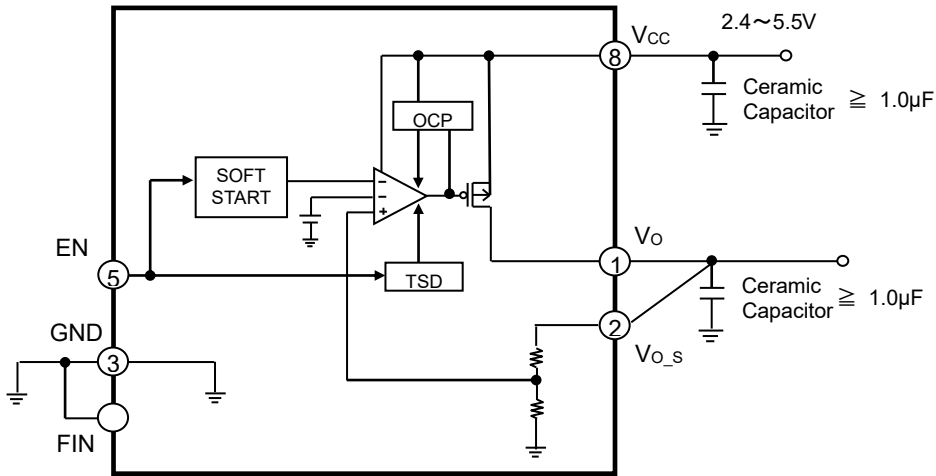 2.4～5.5V
VCC
8
Ceramic
Capacitor ≧ 1.0µF
OCP
SOFT
START
−
−
+
EN
5
TSD
VO
1
Ceramic
Capacitor ≧ 1.0µF
GND
3
2
VO_S
FIN